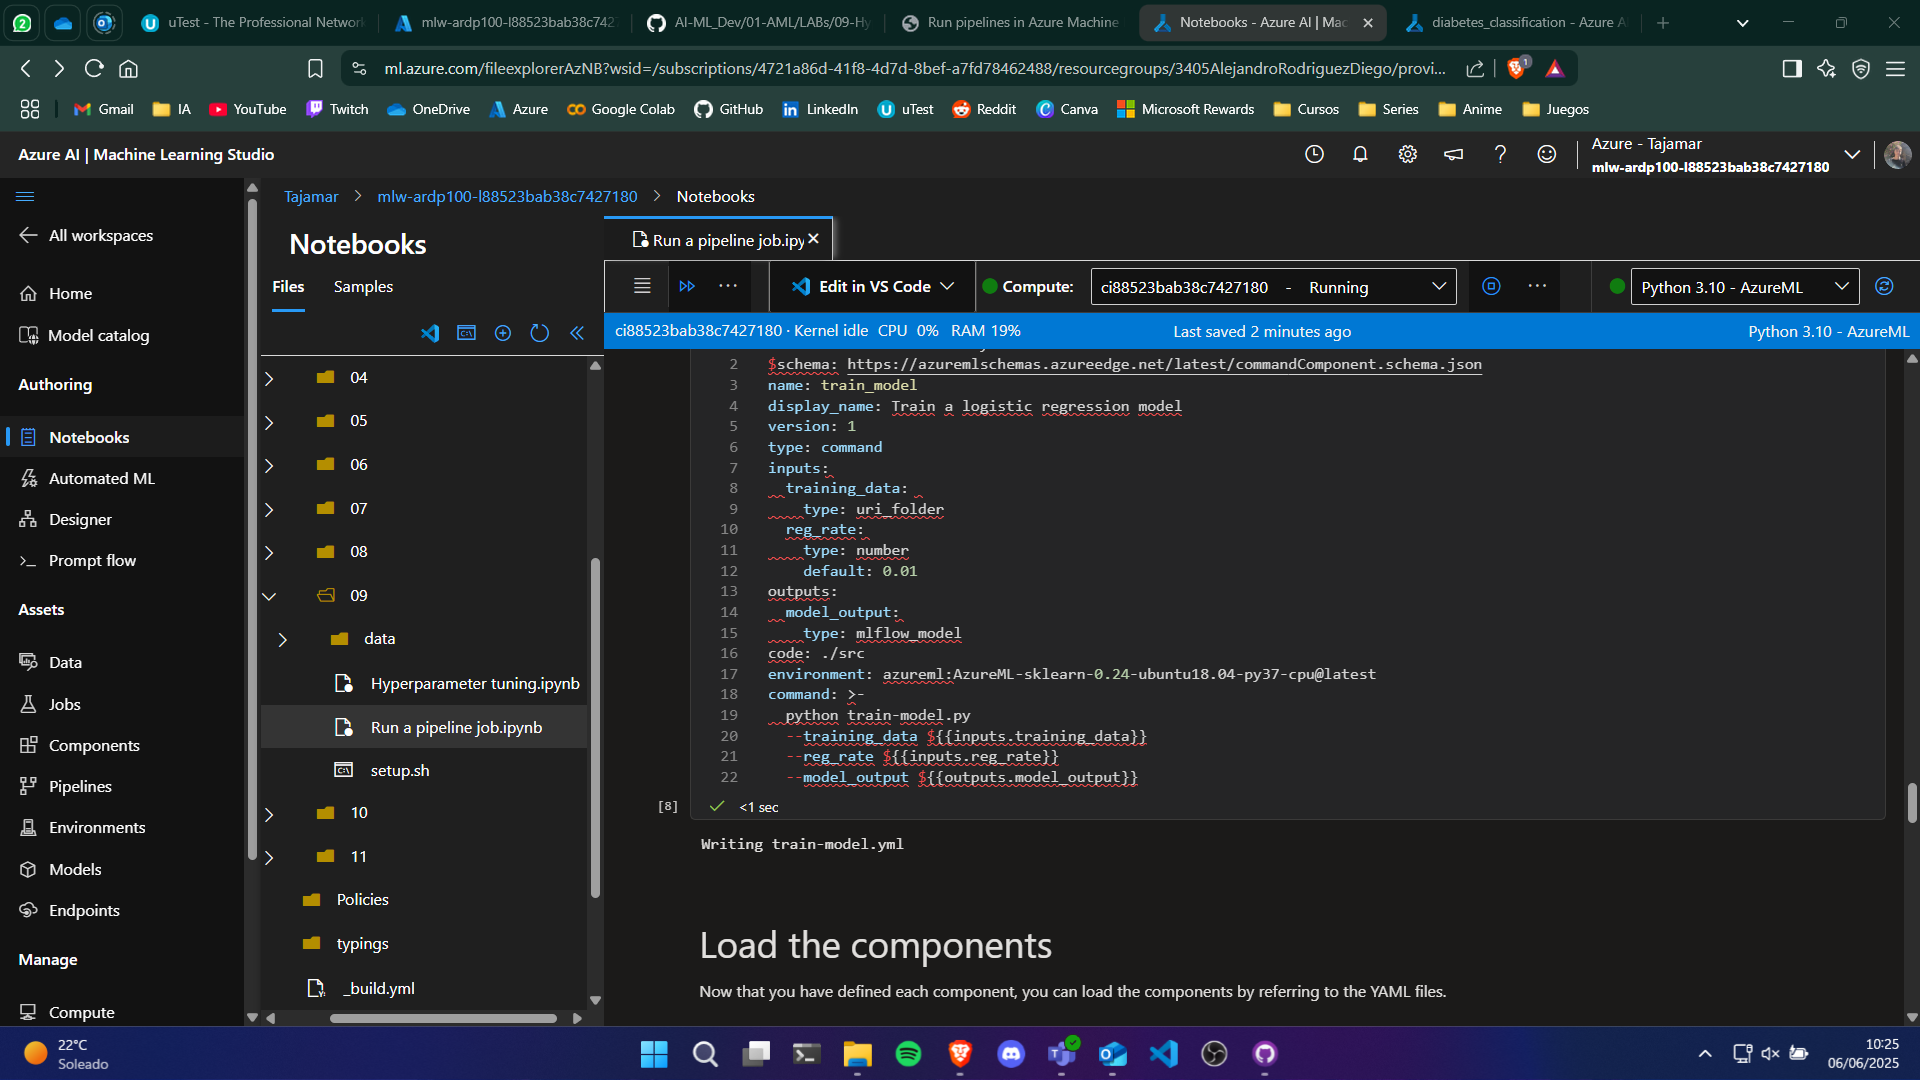 uTest - The Professional Network
mlw-ardp100-l88523bab38c7427
AI-ML_Dev/01-AML/LABs/09-Hy
Run pipelines in Azure Machine
Notebooks - Azure AI | Mac
diabetes_classification - Azure A
ml.azure.com/fileexplorerAzNB?wsid=/subscriptions/4721a86d-41f8-4d7d-8bef-a7fd78462488/resourcegroups/3405AlejandroRodriguezDiego/provi...
1
Gmail
IA
YouTube
Twitch
OneDrive
Azure
Google Colab
GitHub
LinkedIn
uTest
Reddit
Canva
Microsoft Rewards
Cursos
Series
Anime
Juegos
Azure AI | Machine Learning Studio
Azure - Tajamar
mlw-ardp100-l88523bab38c7427180
All workspaces
Home
Model catalog
Authoring
Notebooks
Automated ML
Designer
Prompt flow
Assets
Data
Jobs
Components
Pipelines
Environments
Models
Endpoints
Manage
Compute
Tajamar > mlw-ardp100-l88523bab38c7427180 > Notebooks
Notebooks
Files
Samples
04
05
06
07
08
09
data
Hyperparameter tuning.ipynb
Run a pipeline job.ipynb
setup.sh
10
11
Policies
typings
_build.yml
Run a pipeline job.ipy
Edit in VS Code
Compute:
ci88523bab38c7427180 - Running
Python 3.10 - AzureML
ci88523bab38c7427180 · Kernel idle CPU 0% RAM 19%
Last saved 2 minutes ago
Python 3.10 - AzureML
2 $schema: https://azuremlschemas.azureedge.net/latest/commandComponent.schema.json
3 name: train_model
4 display_name: Train a logistic regression model
5 version: 1
6 type: command
7 inputs:
8 training_data:
9 type: uri_folder
10 reg_rate:
11 type: number
12 default: 0.01
13 outputs:
14 model_output:
15 type: mlflow_model
16 code: ./src
17 environment: azureml:AzureML-sklearn-0.24-ubuntu18.04-py37-cpu@latest
18 command: >-
19 python train-model.py
20 --training_data ${{inputs.training_data}}
21 --reg_rate ${{inputs.reg_rate}}
22 --model_output ${{outputs.model_output}}
[8]
<1 sec
Writing train-model.yml
Load the components
Now that you have defined each component, you can load the components by referring to the YAML files.
22°C
Soleado
10:25
06/06/2025